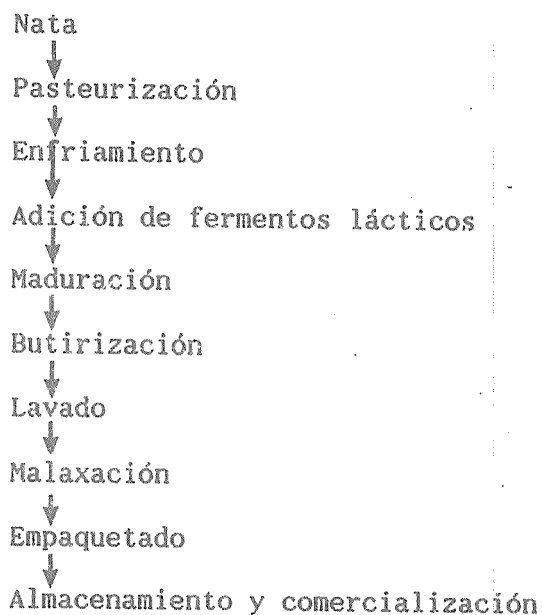 Nata
Pasteurización
Enfriamiento
Adición de fermentos lácticos
Maduración
Butirización
Lavado
Malaxación
Empaquetado
Almacenamiento y comercialización